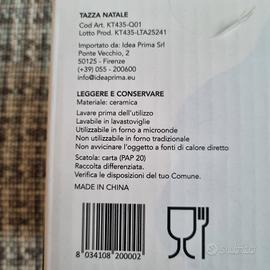 TAZZA NATALE
Cod Art. KT435-Q01
Lotto Prod. KT435-LTA25241
Importato da: Idea Prima Srl
Ponte Vecchio, 2
50125 - Firenze
(+39) 055 - 200600
info@ideaprima.eu
LEGGERE E CONSERVARE
Materiale: ceramica
Lavare prima dell'utilizzo
Lavabile in lavastoviglie
Utilizzabile in forno a microonde
Non utilizzabile in forno tradizionale
Non avvicinare l'oggetto a fonti di calore diretto
Scatola: carta (PAP 20)
Raccolta differenziata.
Verifica le disposizioni del tuo Comune.
MADE IN CHINA
8 034108 200002
subito